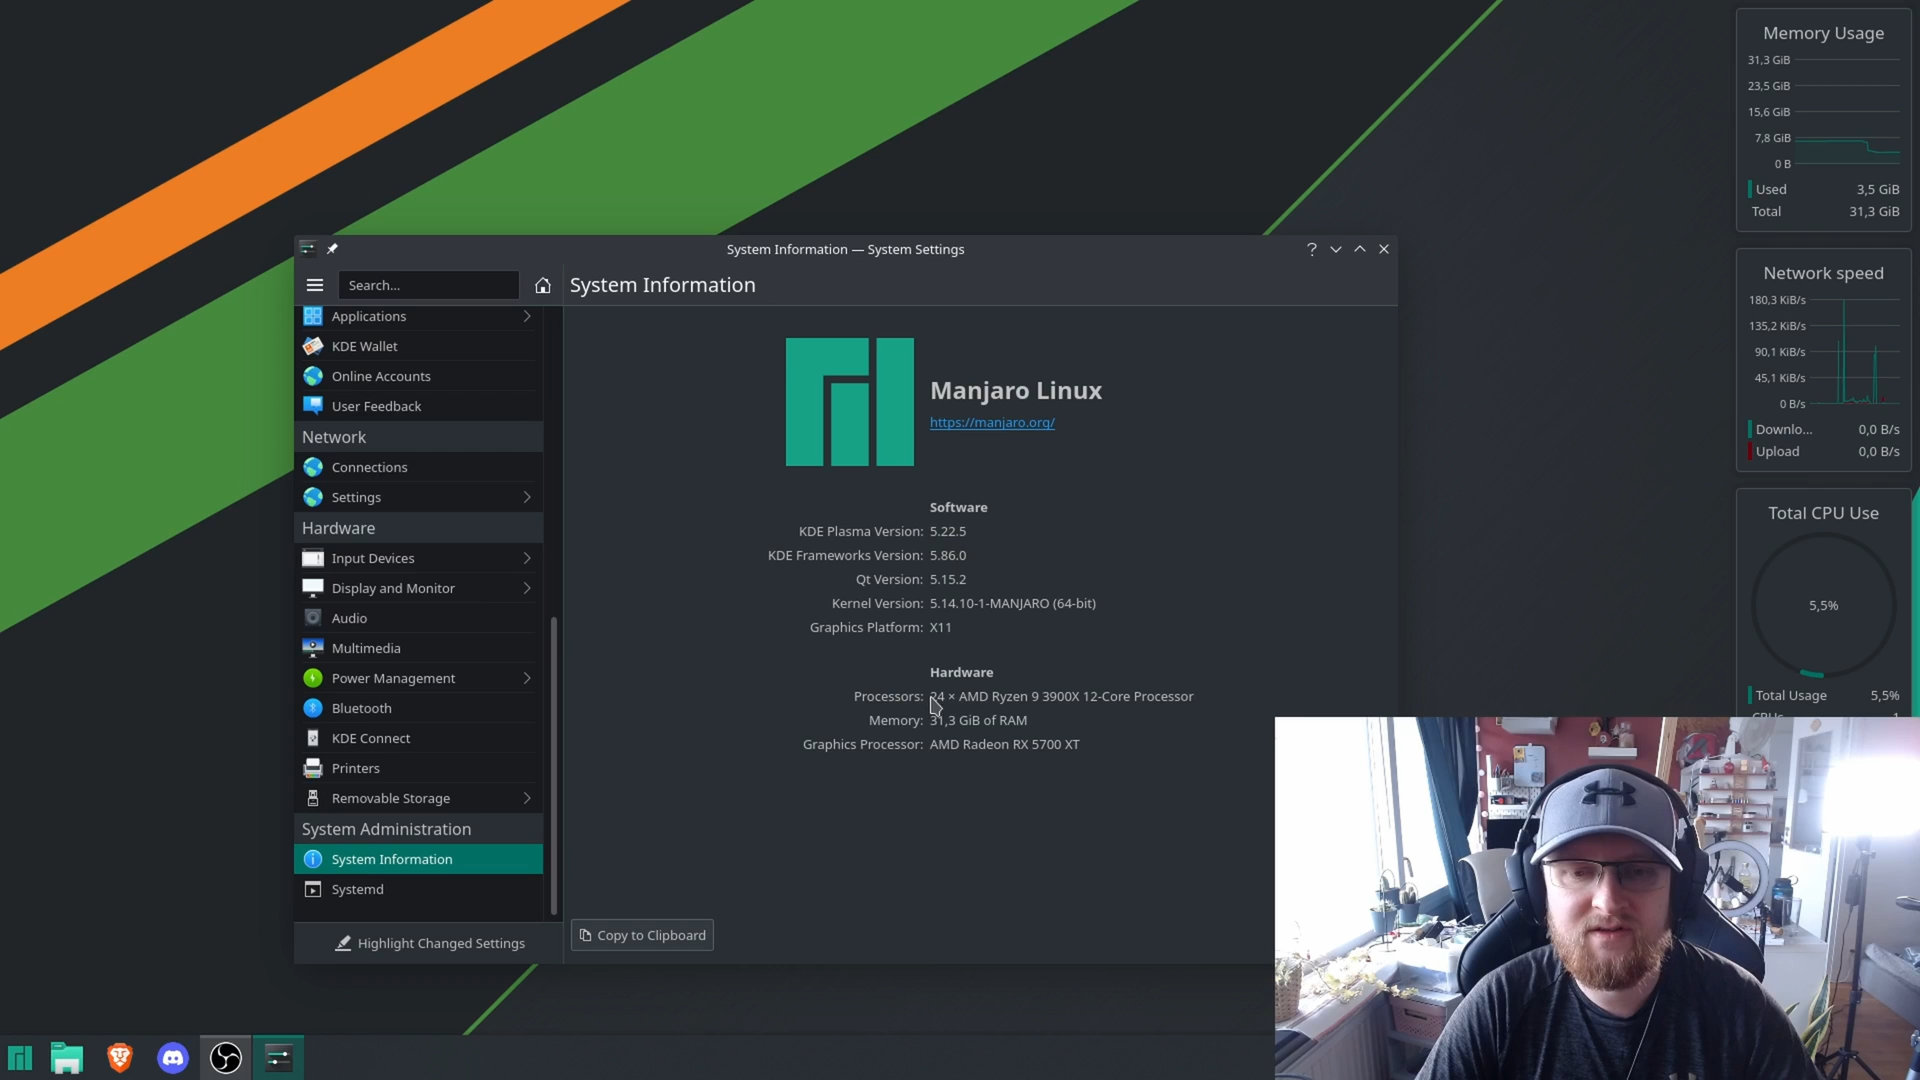 System Information — System Settings
?
Search...
System Information
Applications
KDE Wallet
Online Accounts
User Feedback
Network
Connections
Settings
Hardware
Input Devices
Display and Monitor
Audio
Multimedia
Power Management
Bluetooth
KDE Connect
Printers
Removable Storage
System Administration
System Information
Systemd
Highlight Changed Settings
Manjaro Linux
https://manjaro.org/
Software
KDE Plasma Version: 5.22.5
KDE Frameworks Version: 5.86.0
Qt Version: 5.15.2
Kernel Version: 5.14.10-1-MANJARO (64-bit)
Graphics Platform: X11
Hardware
Processors: 24 × AMD Ryzen 9 3900X 12-Core Processor
Memory: 31,3 GiB of RAM
Graphics Processor: AMD Radeon RX 5700 XT
Copy to Clipboard
Memory Usage
31,3 GiB
23,5 GiB
15,6 GiB
7,8 GiB
0 B
Used 3,5 GiB
Total 31,3 GiB
Network speed
180,3 KiB/s
135,2 KiB/s
90,1 KiB/s
45,1 KiB/s
0 B/s
Downlo... 0,0 B/s
Upload 0,0 B/s
Total CPU Use
5,5%
Total Usage 5,5%